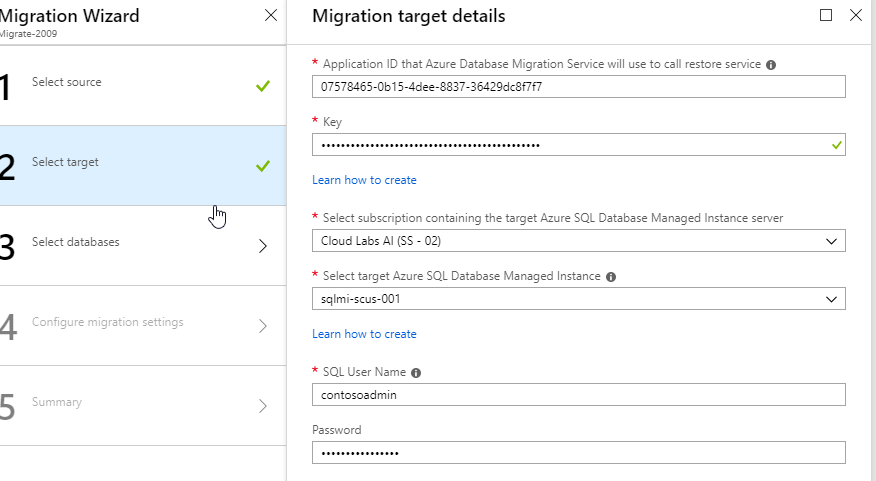 Migration Wizard
Migrate-2009
1 Select source
2 Select target
3 Select databases
4 Configure migration settings
5 Summary
Migration target details
* Application ID that Azure Database Migration Service will use to call restore service
07578465-0b15-4dee-8837-36429dc8f7f7
* Key
Learn how to create
* Select subscription containing the target Azure SQL Database Managed Instance server
Cloud Labs AI (SS - 02)
* Select target Azure SQL Database Managed Instance
sqlmi-scus-001
Learn how to create
* SQL User Name
contosoadmin
Password